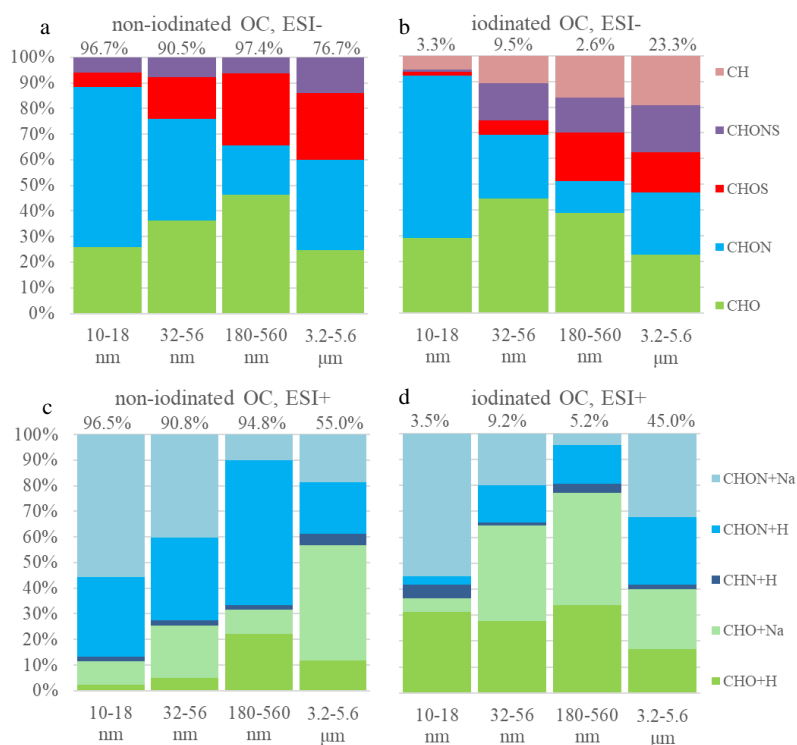 a
non-iodinated OC, ESI-
96.7% 90.5% 97.4% 76.7%
100%
90%
80%
70%
60%
50%
40%
30%
20%
10%
0%
10-18 32-56 180-560 3.2-5.6
nm nm nm μm
b
iodinated OC, ESI-
3.3% 9.5% 2.6% 23.3%
10-18 32-56 180-560 3.2-5.6
nm nm nm μm
CH
CHONS
CHOS
CHON
CHO
c
non-iodinated OC, ESI+
96.5% 90.8% 94.8% 55.0%
100%
90%
80%
70%
60%
50%
40%
30%
20%
10%
0%
10-18 32-56 180-560 3.2-5.6
nm nm nm μm
d
iodinated OC, ESI+
3.5% 9.2% 5.2% 45.0%
10-18 32-56 180-560 3.2-5.6
nm nm nm μm
CHON+Na
CHON+H
CHN+H
CHO+Na
CHO+H